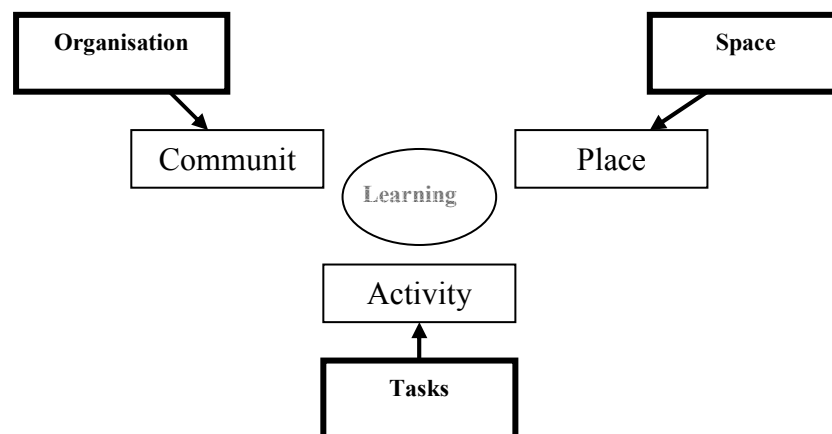 Organisation
Space
Communit
Place
Learning
Activity
Tasks